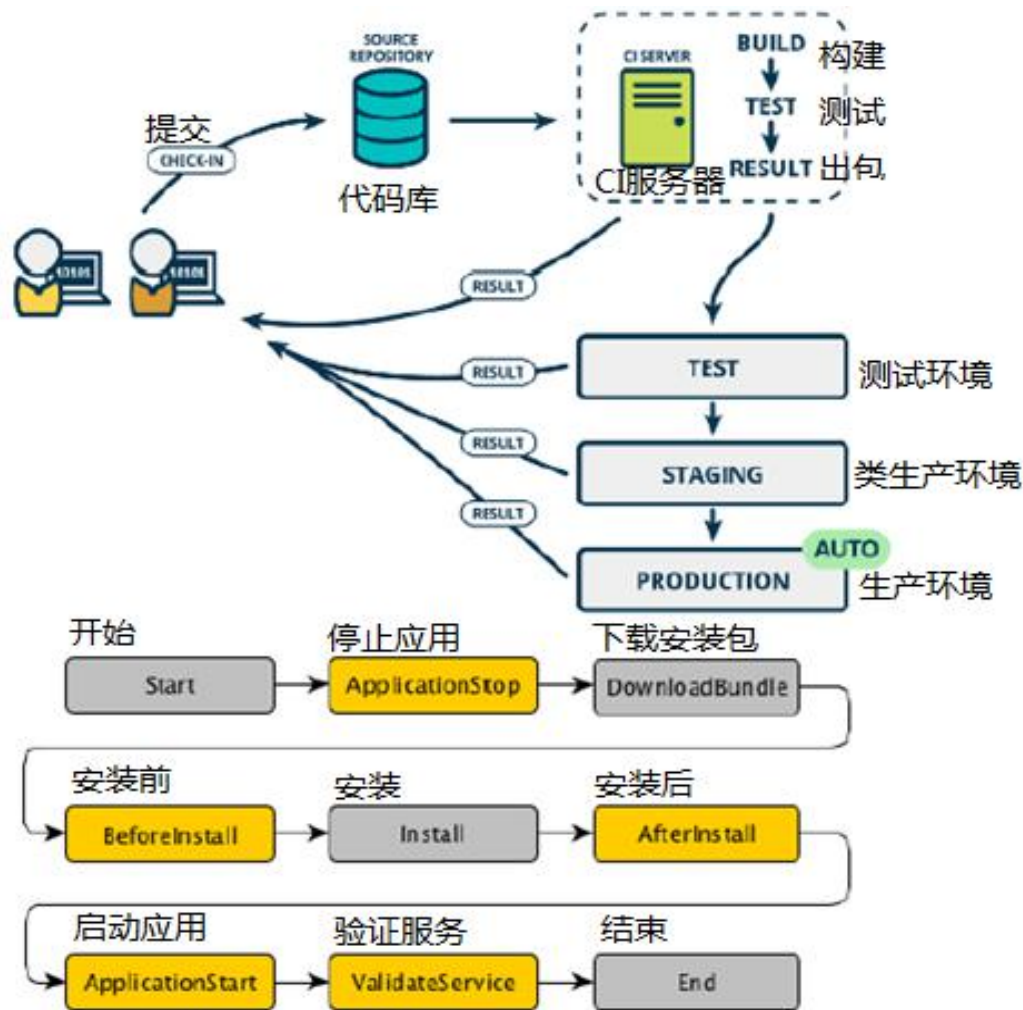 SOURCE
REPOSITORY
CI SERVER
BUILD 构建
TEST 测试
RESULT 出包
提交
CHECK-IN
代码库
CI服务器
RESULT
TEST
测试环境
RESULT
RESULT
STAGING
类生产环境
RESULT
AUTO
PRODUCTION
生产环境
开始
停止应用
下载安装包
Start
ApplicationStop
DownloadBundle
安装前
安装
安装后
BeforeInstall
Install
AfterInstall
启动应用
验证服务
结束
ApplicationStart
ValidateService
End